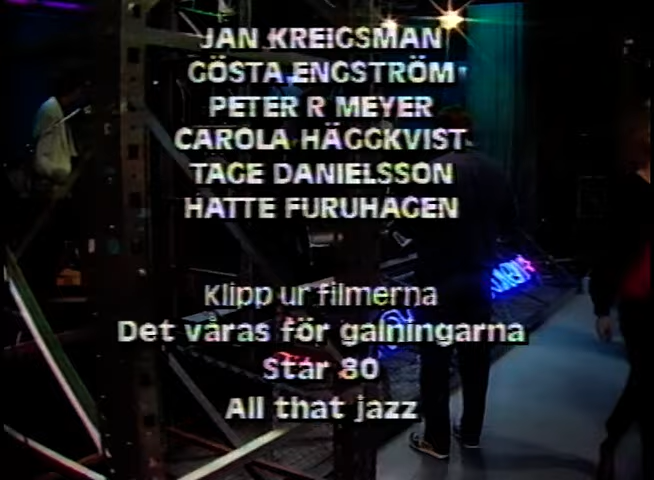 JAN KREIGSMAN
GÖSTA ENGSTRÖM
PETER R MEYER
CAROLA HÄGGKVIST
TAGE DANIELSSON
HATTE FURUHAGEN
Klipp ur filmerna
Det våras för galningarna
Star 80
All that jazz